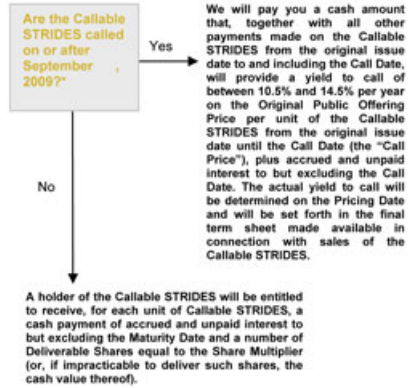 Are the Callable
STRIDES called
on or after
September    ,
2009?*
Yes
We will pay you a cash amount
that, together with all other
payments made on the Callable
STRIDES from the original issue
date to and including the Call Date,
will provide a yield to call of
between 10.5% and 14.5% per year
on the Original Public Offering
Price per unit of the Callable
STRIDES from the original issue
date until the Call Date (the “Call
Price”), plus accrued and unpaid
interest to but excluding the Call
Date. The actual yield to call will
be determined on the Pricing Date
and will be set forth in the final
term sheet made available in
connection with sales of the
Callable STRIDES.
No
A holder of the Callable STRIDES will be entitled
to receive, for each unit of Callable STRIDES, a
cash payment of accrued and unpaid interest to
but excluding the Maturity Date and a number of
Deliverable Shares equal to the Share Multiplier
(or, if impracticable to deliver such shares, the
cash value thereof).